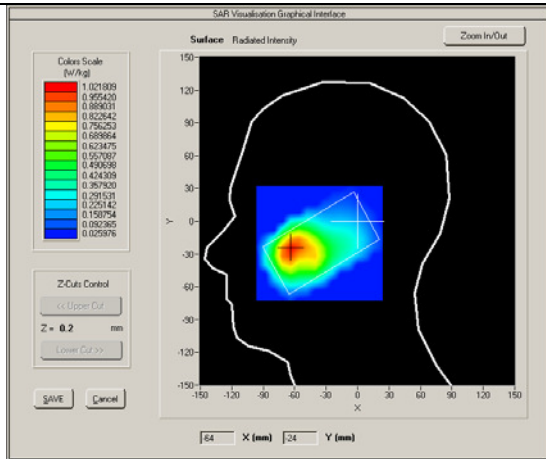 SAR Visualisation Graphical Interface
Surface Radiated Intensity
Zoom In/Out
Colors Scale
(W/kg)
1.021809
0.955420
0.889031
0.822642
0.756253
0.689864
0.623475
0.557087
0.490698
0.424309
0.357920
0.291531
0.225142
0.158754
0.092365
0.025976
Z-Cuts Control
<< Upper Cut
Z = 0.2 mm
Lower Cut >>
SAVE Cancel
150
120
90
60
30
0
-30
-60
-90
-120
-150
Y
-150 -120 -90 -60 -30 0 30 60 90 120 150
X
-64 X (mm) -24 Y (mm)